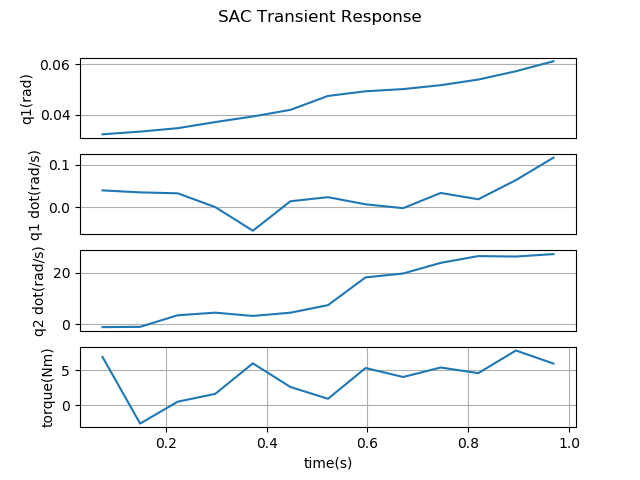 SAC Transient Response
0.06
0.04
q1(rad)
0.1
0.0
q1 dot(rad/s)
20
0
q2 dot(rad/s)
5
0
torque(Nm)
0.2 0.4 0.6 0.8 1.0
time(s)